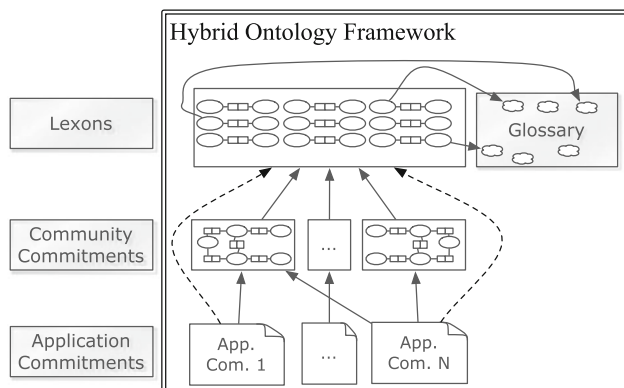 Hybrid Ontology Framework
Lexons
Glossary
Community
Commitments
...
Application
Commitments
App.
Com. 1
...
App.
Com. N